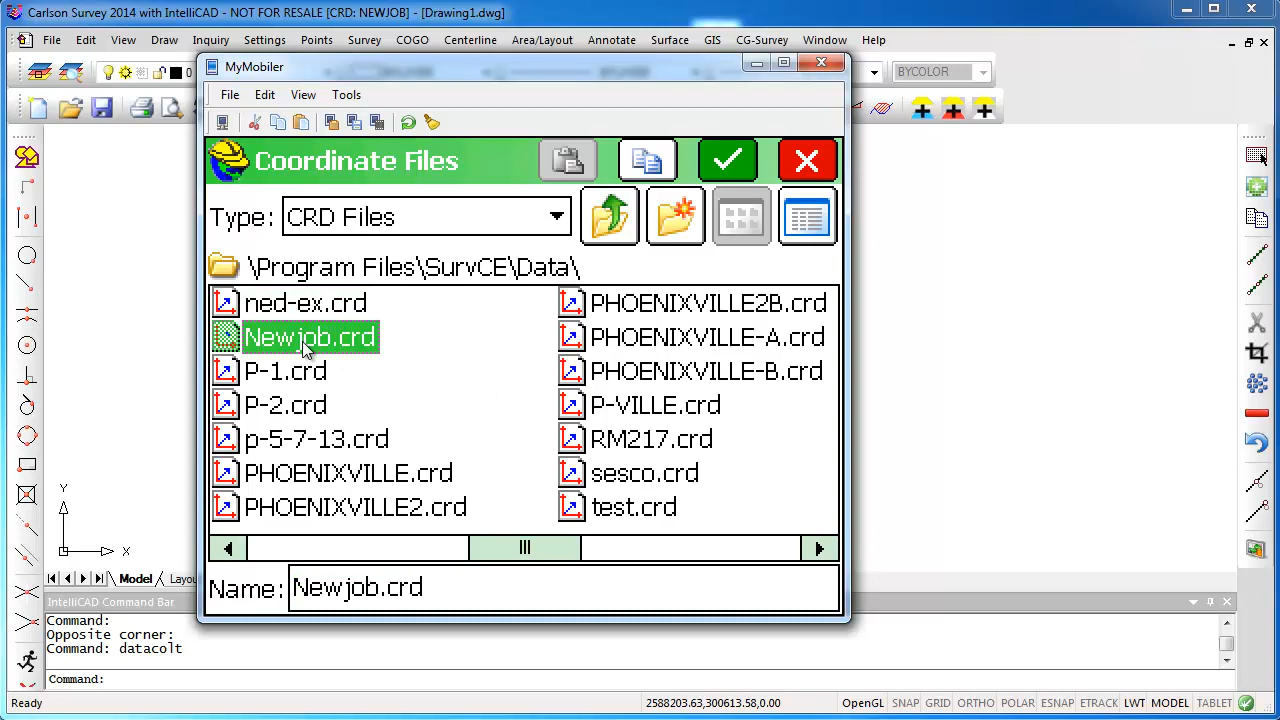 Carlson Survey 2014 with IntelliCAD - NOT FOR RESALE [CRD: NEWJOB] - [Drawing1.dwg]
File Edit View Draw Inquiry Settings Points Survey COGO Centerline Area/Layout Annotate Surface GIS CG-Survey Window Help
0
BYCOLOR
MyMobiler
File Edit View Tools
Coordinate Files
Type: CRD Files
\Program Files\SurvCE\Data\
ned-ex.crd PHOENIXVILLE2B.crd
Newjob.crd PHOENIXVILLE-A.crd
P-1.crd PHOENIXVILLE-B.crd
P-2.crd P-VILLE.crd
p-5-7-13.crd RM217.crd
PHOENIXVILLE.crd sesco.crd
PHOENIXVILLE2.crd test.crd
Name: Newjob.crd
Y
X
Model Layou
IntelliCAD Command Bar
Command:
Opposite corner:
Command: datacolt
Command:
Ready 2588203.63,300613.58,0.00 OpenGL SNAP GRID ORTHO POLAR ESNAP ETRACK LWT MODEL TABLET